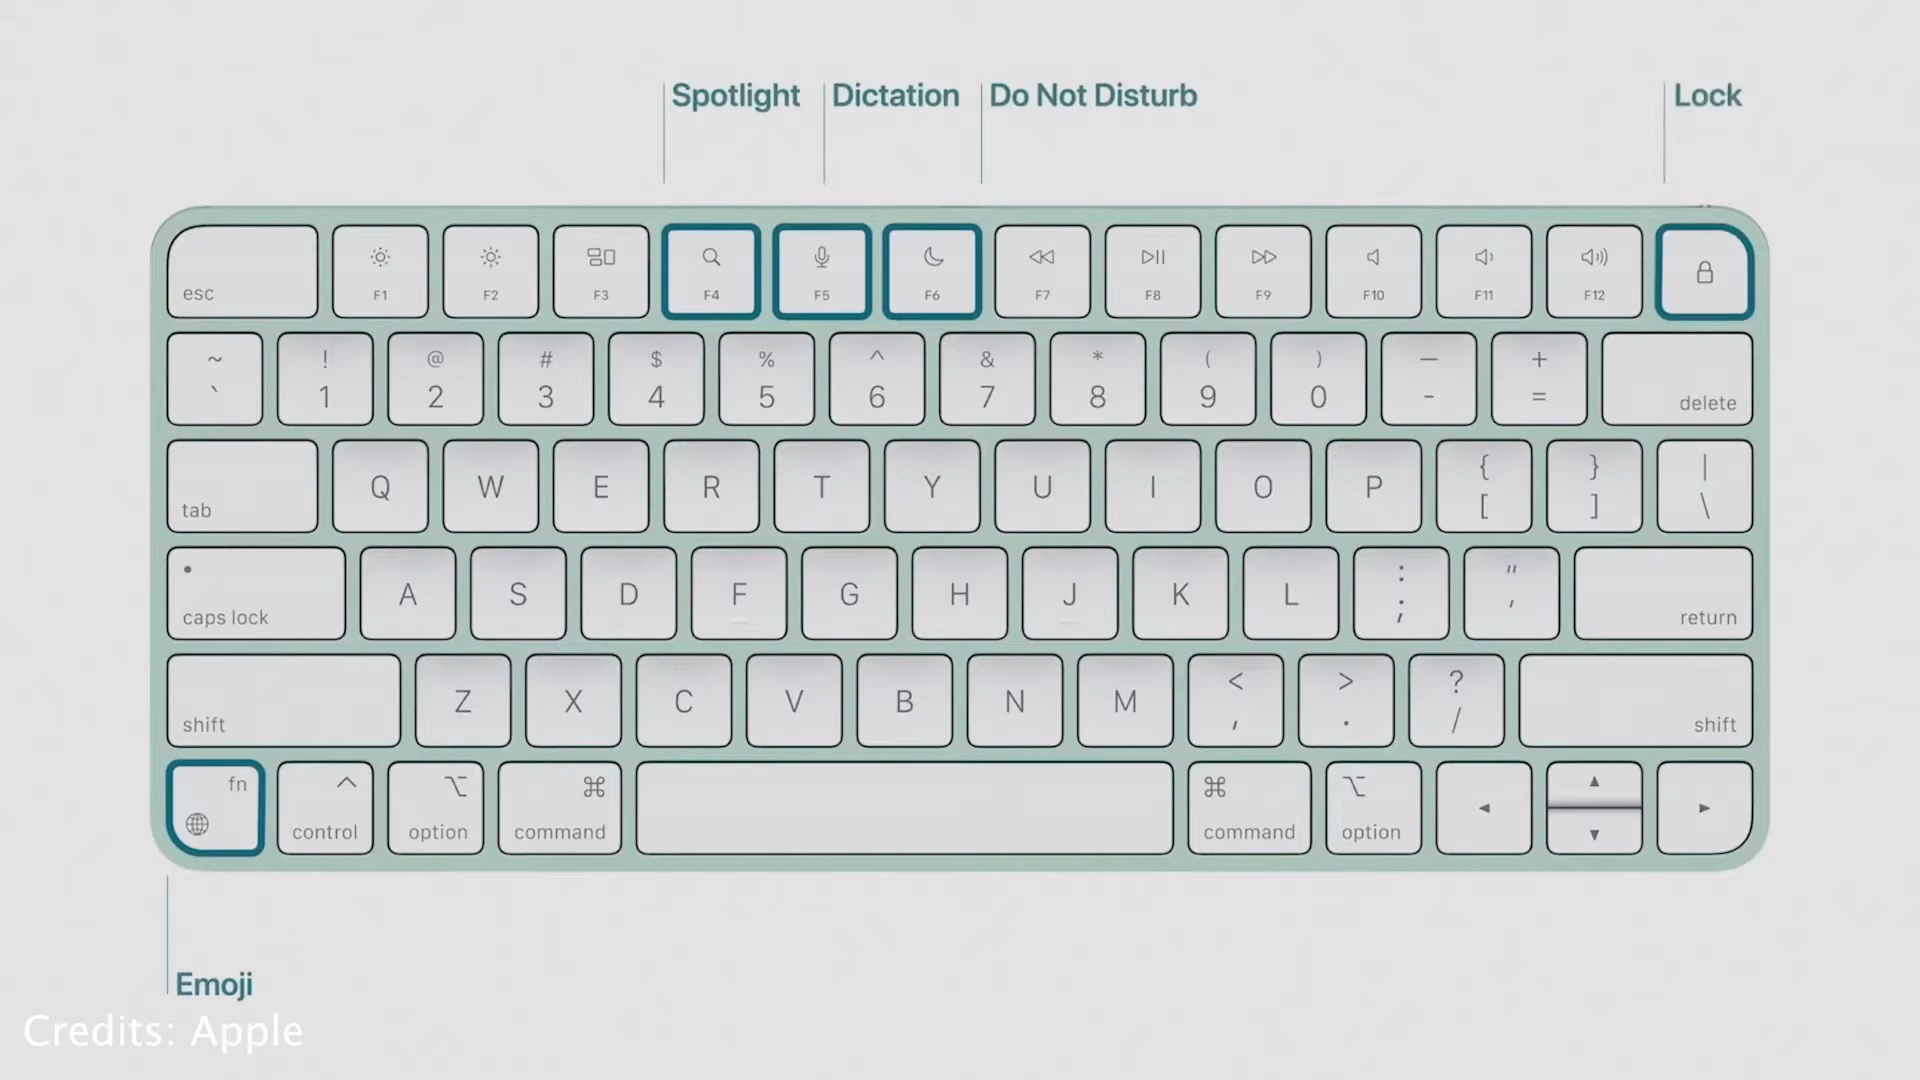 Spotlight Dictation Do Not Disturb Lock
esc F1 F2 F3 F4 F5 F6 F7 F8 F9 F10 F11 F12
~ ! @ # $ % ^ & * ( ) — +
` 1 2 3 4 5 6 7 8 9 0 - = delete
tab Q W E R T Y U I O P { } |
[ ] \
caps lock A S D F G H J K L : "
; ' return
shift Z X C V B N M < > ?
, . / shift
fn ^ ⌥ ⌘ ⌘ ⌥ ◀ ▲ ▶
control option command command option ▼
Emoji
Credits: Apple